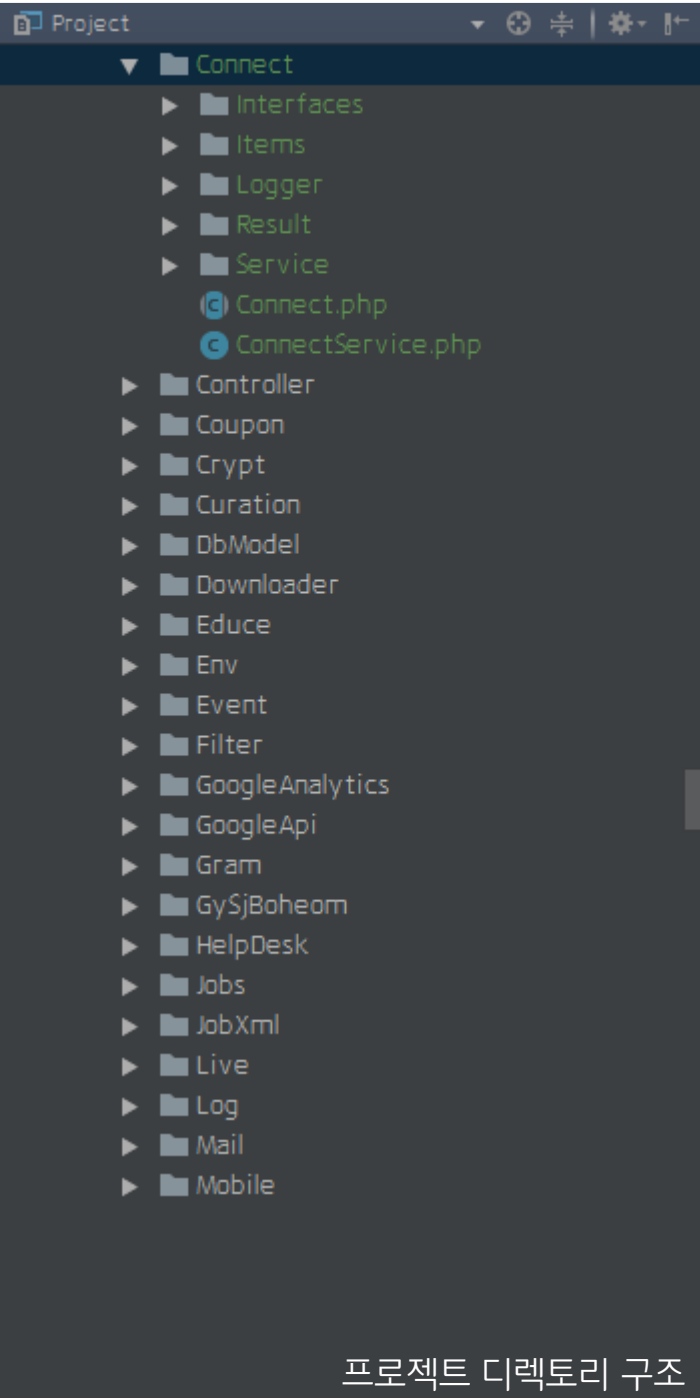 Project
Connect
Interfaces
Items
Logger
Result
Service
Connect.php
ConnectService.php
Controller
Coupon
Crypt
Curation
DbModel
Downloader
Educe
Env
Event
Filter
GoogleAnalytics
GoogleApi
Gram
GySjBoheom
HelpDesk
Jobs
JobXml
Live
Log
Mail
Mobile
프로젝트 디렉토리 구조